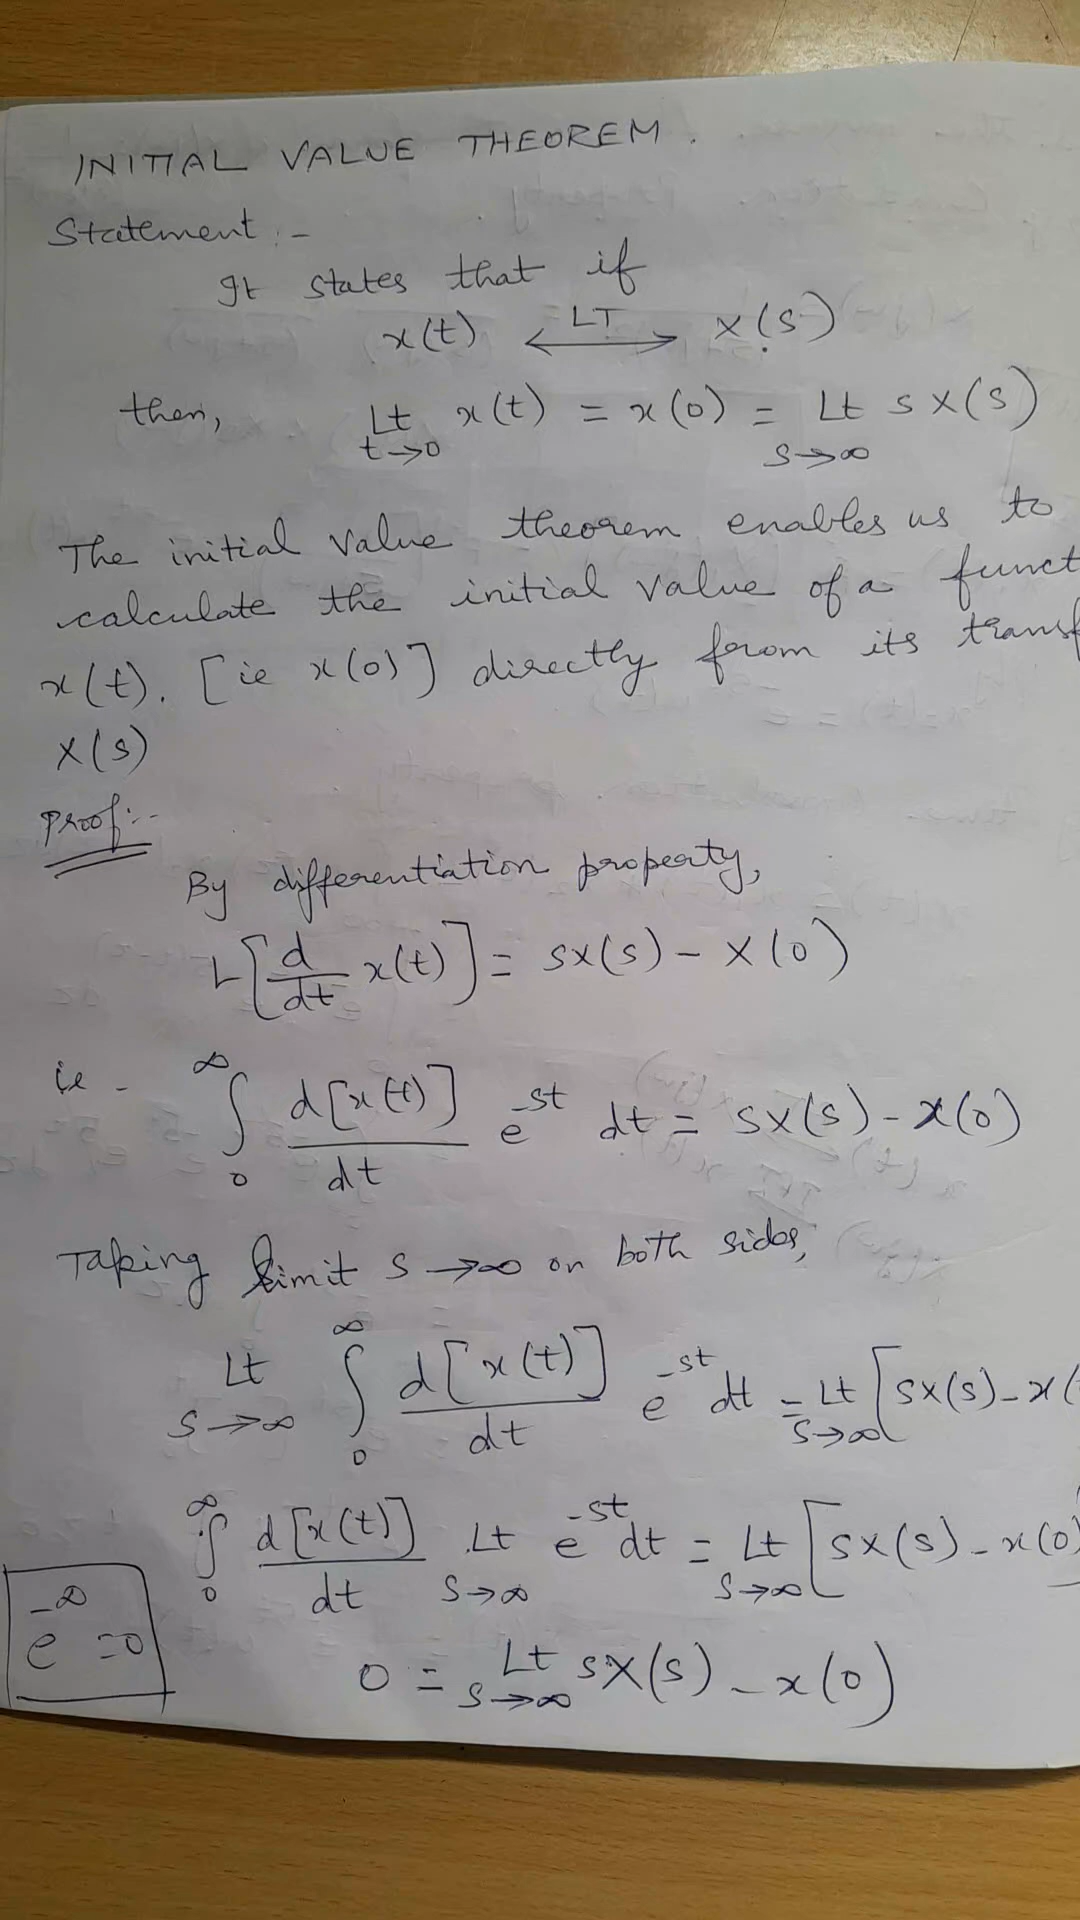 INITIAL VALUE THEOREM.
Statement :-
It states that if
x(t) ⟷ LT X(s)
then, Lt t→0 x(t) = x(0) = Lt s→∞ s X(s)
The initial value theorem enables us to
calculate the initial value of a funct
x(t). [ie x(0)] directly from its transf
X(s)
Proof:-
By differentiation property,
L[d/dt x(t)] = sX(s) - X(0)
ie - ∫₀^∞ d[x(t)]/dt e^-st dt = sX(s) - x(0)
Taking limit s→∞ on both sides,
Lt s→∞ ∫₀^∞ d[x(t)]/dt e^-st dt = Lt s→∞ [sX(s) - x(
∫₀^∞ d[x(t)]/dt Lt s→∞ e^-st dt = Lt s→∞ [sX(s) - x(0)
e^-∞ = 0
0 = Lt s→∞ sX(s) - x(0)